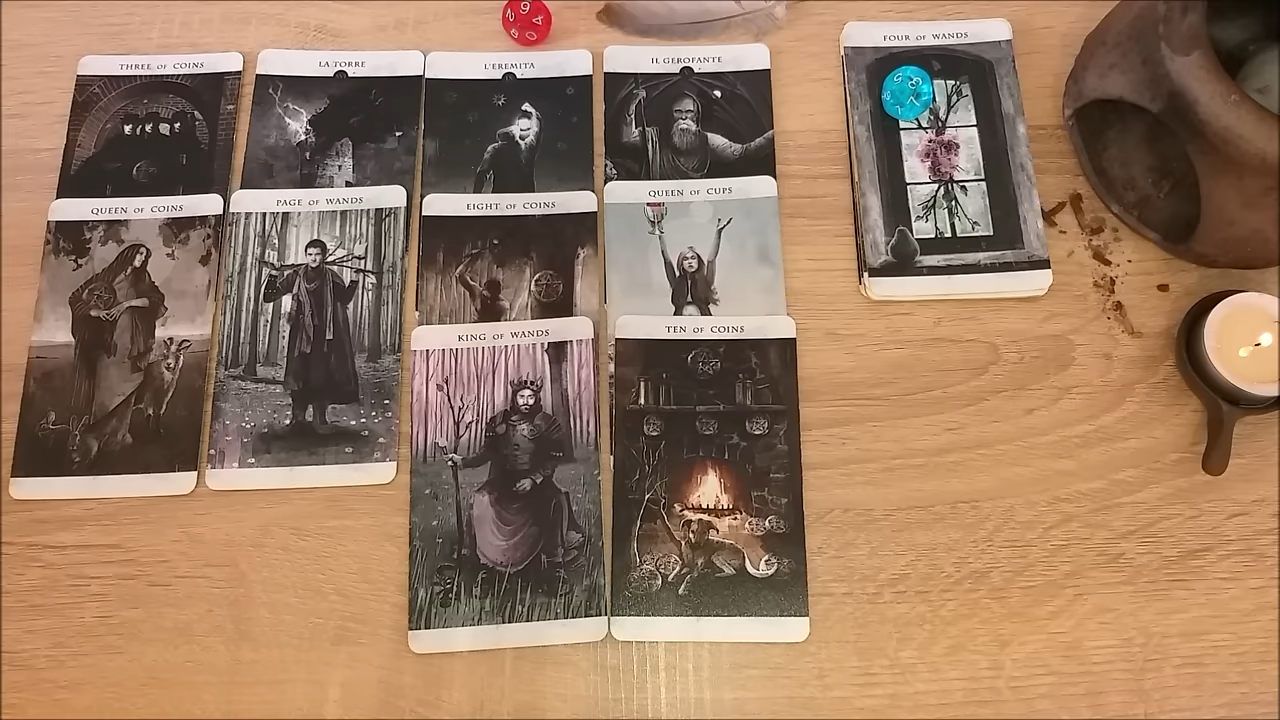 THREE OF COINS
LA TORRE
L'EREMITA
IL GEROFANTE
FOUR OF WANDS
QUEEN OF COINS
PAGE OF WANDS
EIGHT OF COINS
QUEEN OF CUPS
KING OF WANDS
TEN OF COINS